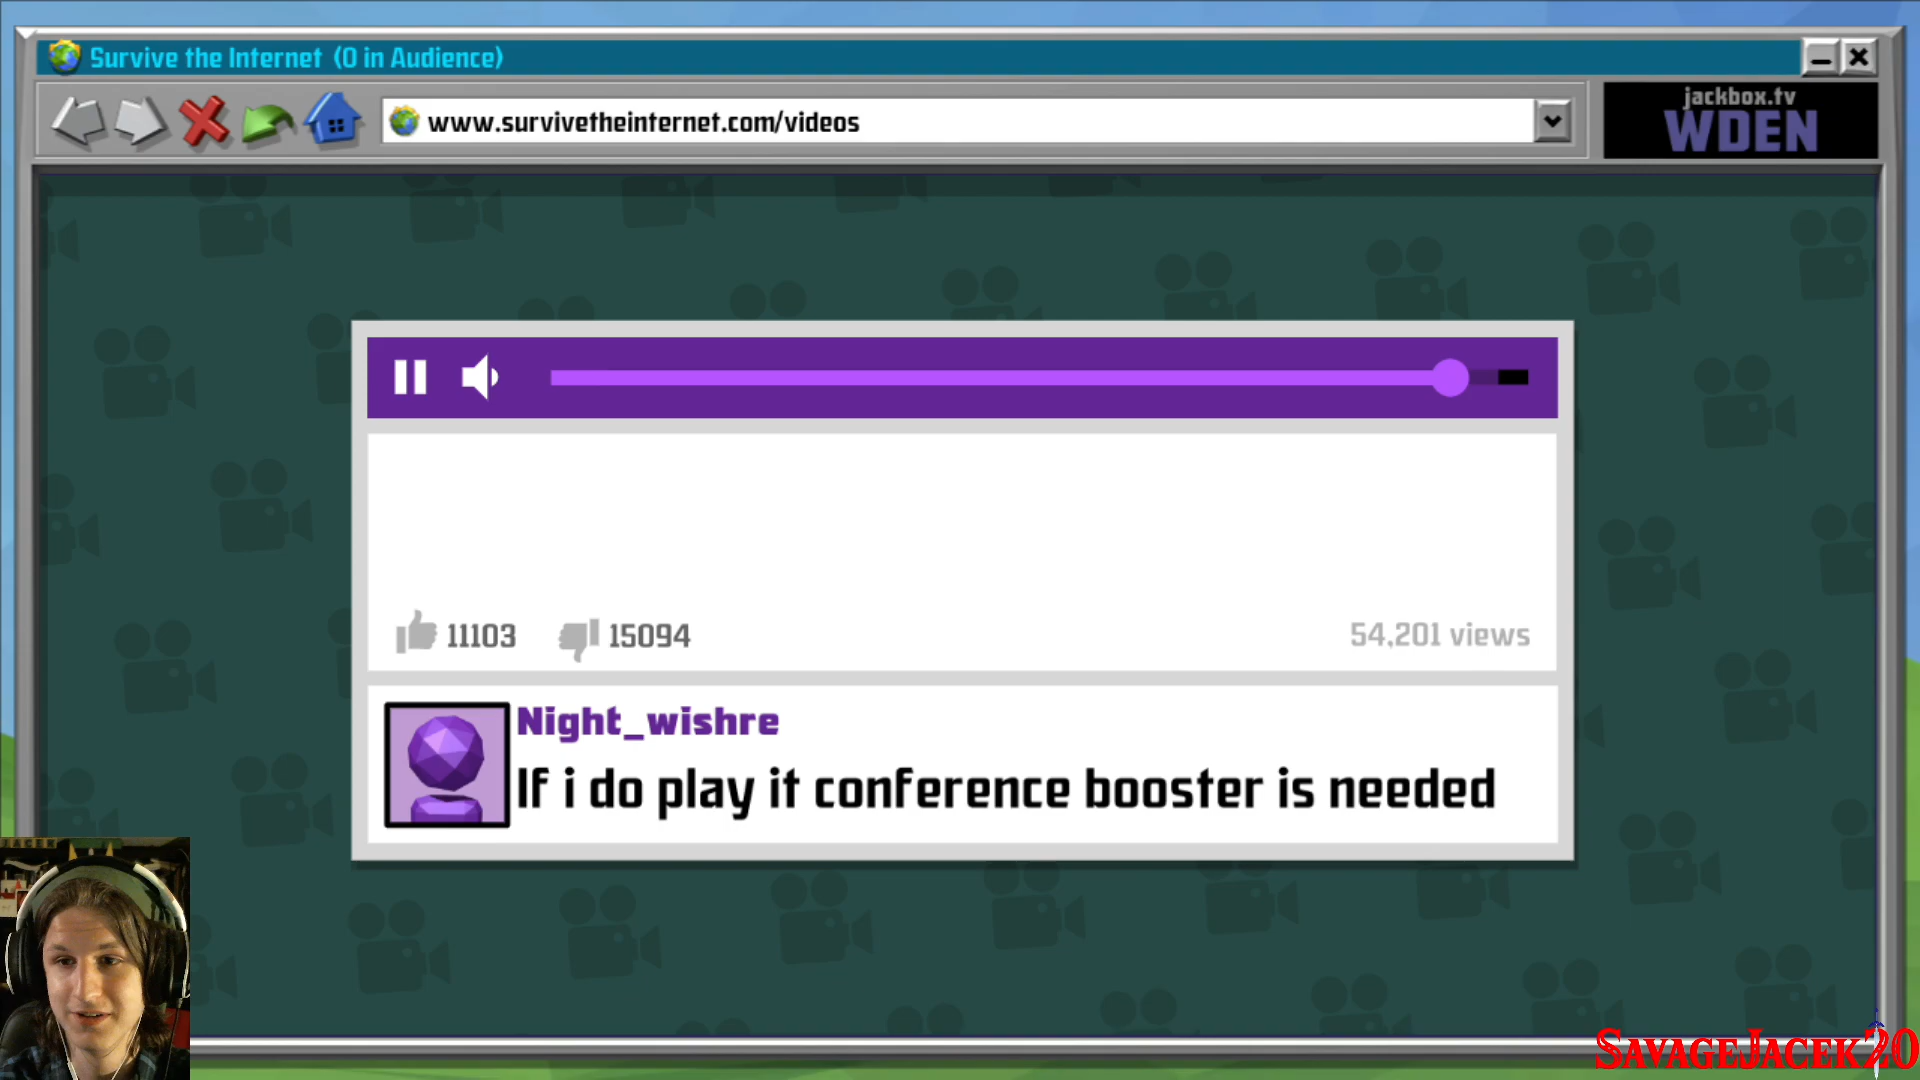 Survive the Internet (0 in Audience)
www.survivetheinternet.com/videos
jackbox.tv
WDEN
11103
15094
54,201 views
Night_wishre
If i do play it conference booster is needed
SavageJacek20